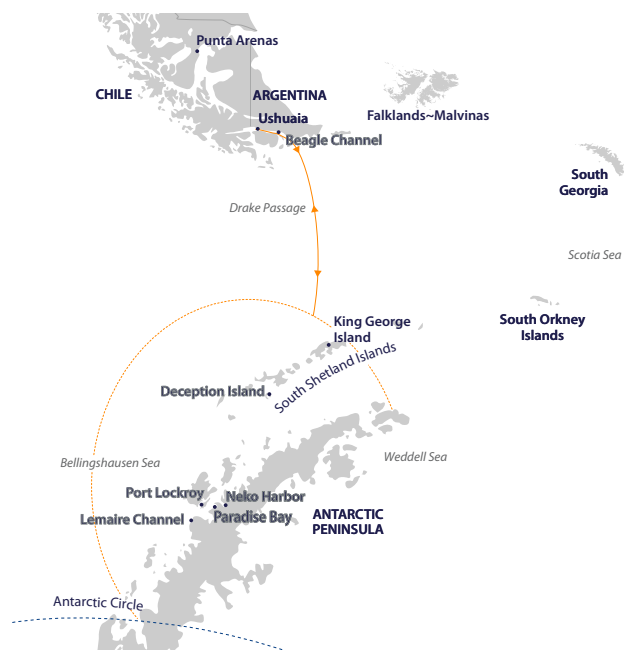 Punta Arenas
CHILE
ARGENTINA
Falklands~Malvinas
Ushuaia
Beagle Channel
South
Georgia
Drake Passage
Scotia Sea
King George
Island
South Orkney
Islands
South Shetland Islands
Deception Island
Bellingshausen Sea
Weddell Sea
Port Lockroy
Neko Harbor
Lemaire Channel
Paradise Bay
ANTARCTIC
PENINSULA
Antarctic Circle